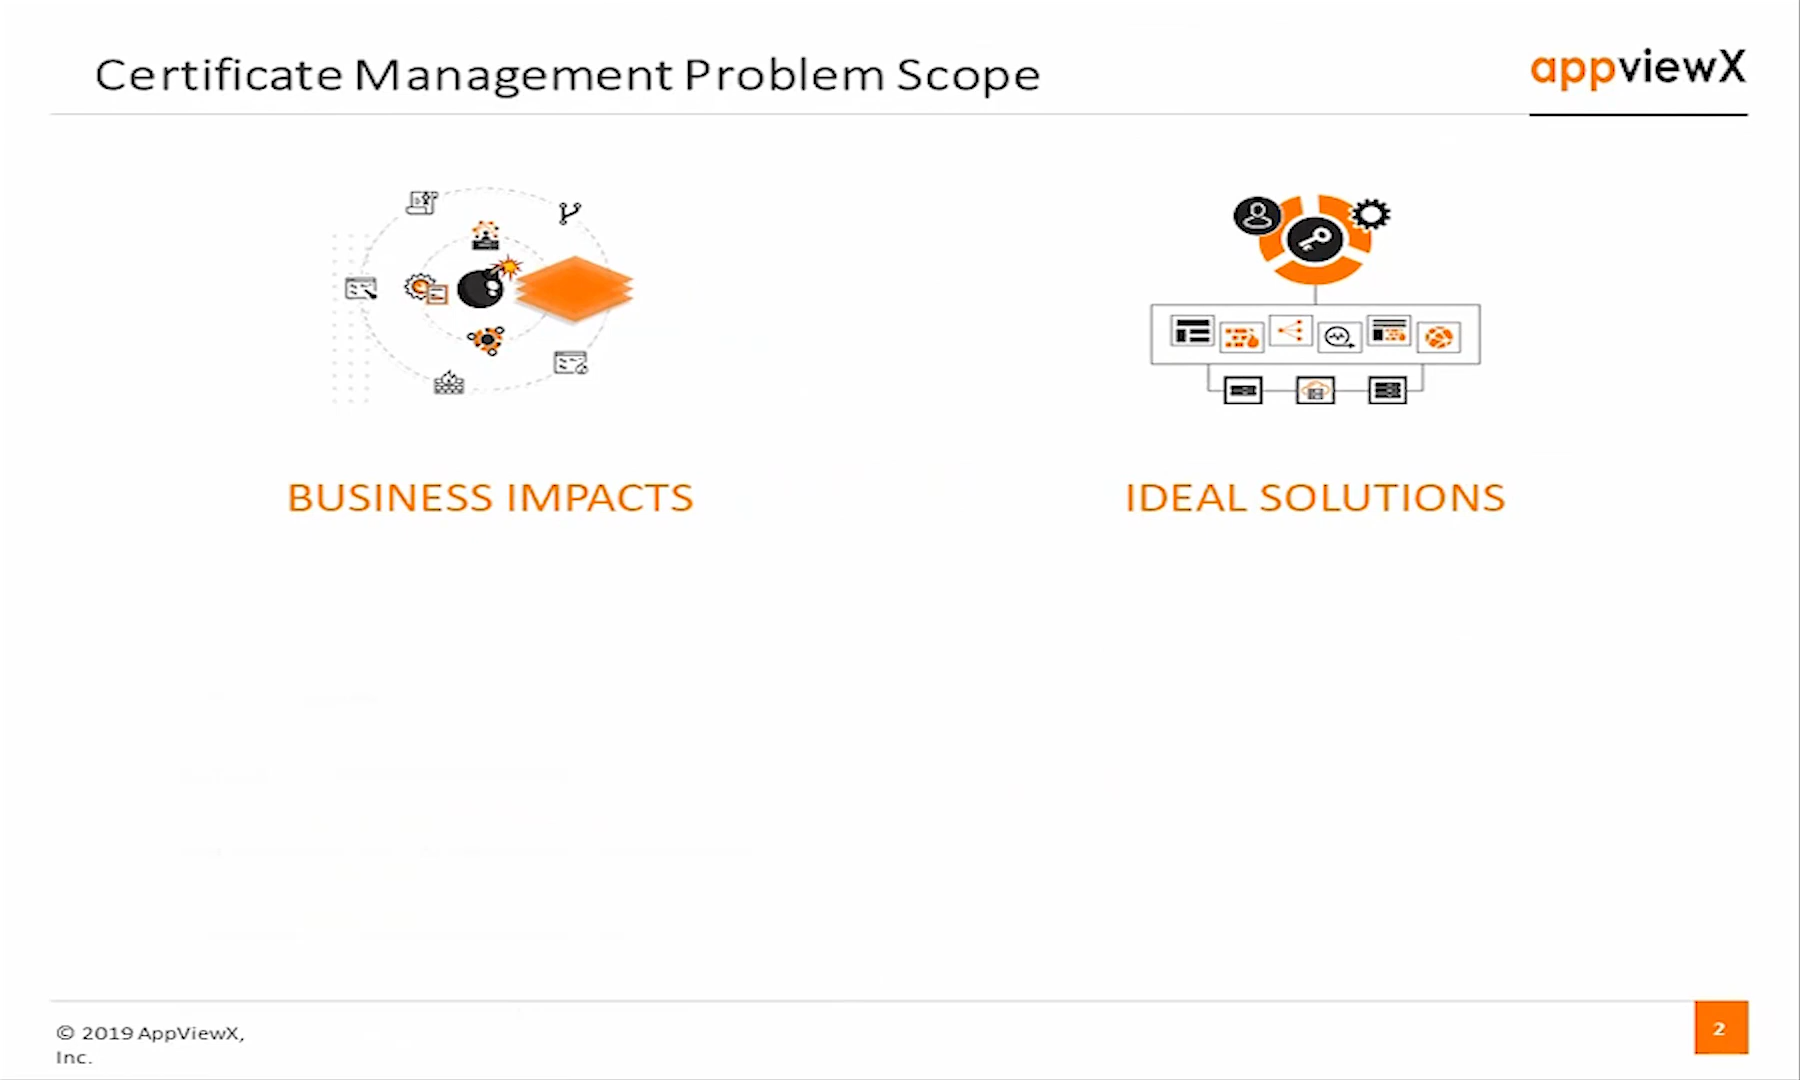 Certificate Management Problem Scope
appviewX
BUSINESS IMPACTS
IDEAL SOLUTIONS
© 2019 AppViewX,
Inc.
2